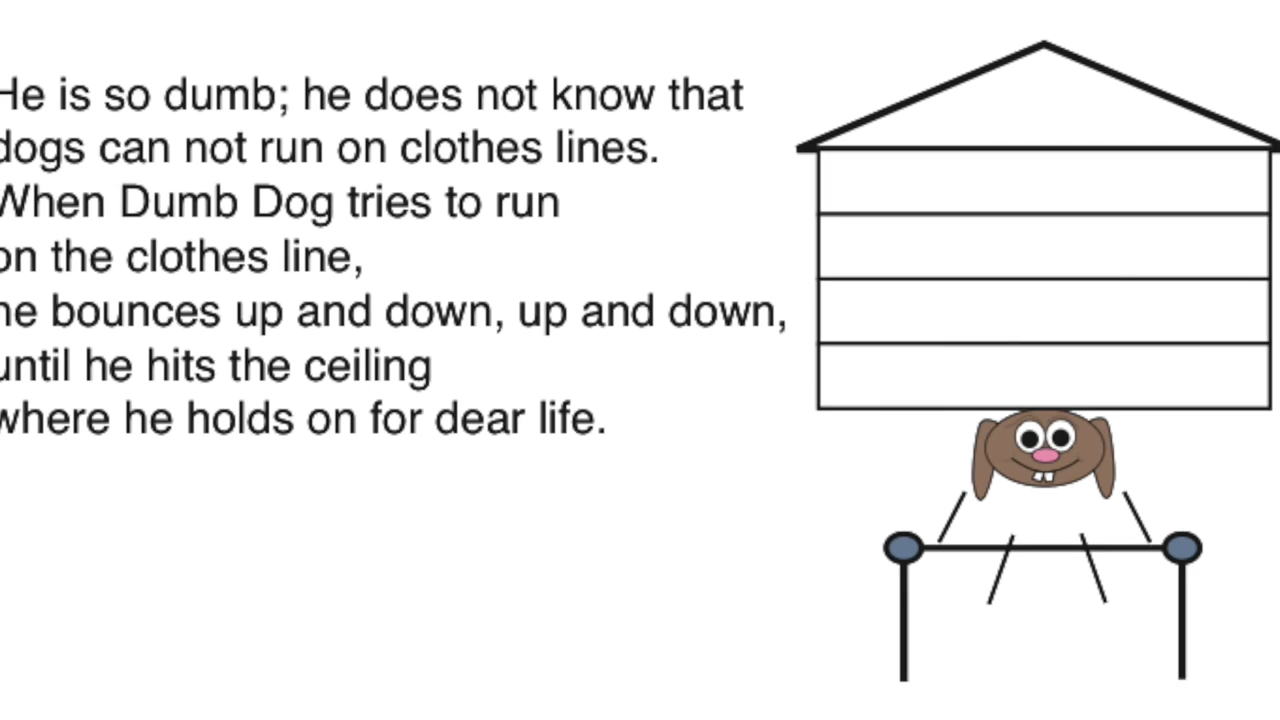 He is so dumb; he does not know that
dogs can not run on clothes lines.
When Dumb Dog tries to run
on the clothes line,
he bounces up and down, up and down,
until he hits the ceiling
where he holds on for dear life.